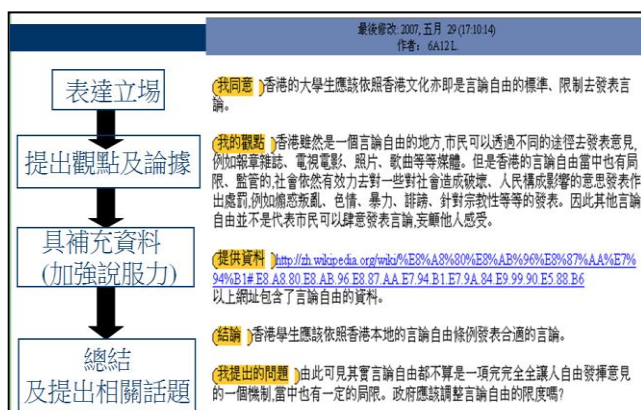 最後修改: 2007, 五月 29 (17:10:14)
作者: 6A12 L
表達立場
提出觀點及論據
具補充資料
(加強說服力)
總結
及提出相關話題
(我同意)香港的大學生應該依照香港文化亦即是言論自由的標準、限制去發表言
論。
(我的觀點)香港雖然是一個言論自由的地方,市民可以透過不同的途徑去發表意見,
例如報章雜誌、電視電影、照片、歌曲等等媒體。但是香港的言論自由當中也有局
限、監管的,社會依然有效力去對一些對社會造成破壞、人民構成影響的意思發表作
出處罰,例如煽惑叛亂、色情、暴力、誹謗、針對宗教性等等的發表。因此其他言論
自由並不是代表市民可以肆意發表言論,妄顧他人感受。
(提供資料)http://zh.wikipedia.org/wiki/%E8%A8%80%E8%AB%96%E8%87%AA%E7%
94%B1#.E8.A8.80.E8.AB.96.E8.87.AA.E7.94.B1.E7.9A.84.E9.99.90.E5.88.B6
以上網址包含了言論自由的資料。
(結論)香港學生應該依照香港本地的言論自由條例發表合適的言論。
(我提出的問題)由此可見其實言論自由都不算是一項完完全全讓人自由發揮意見
的一個機制,當中也有一定的局限。政府應該調整言論自由的限度嗎?